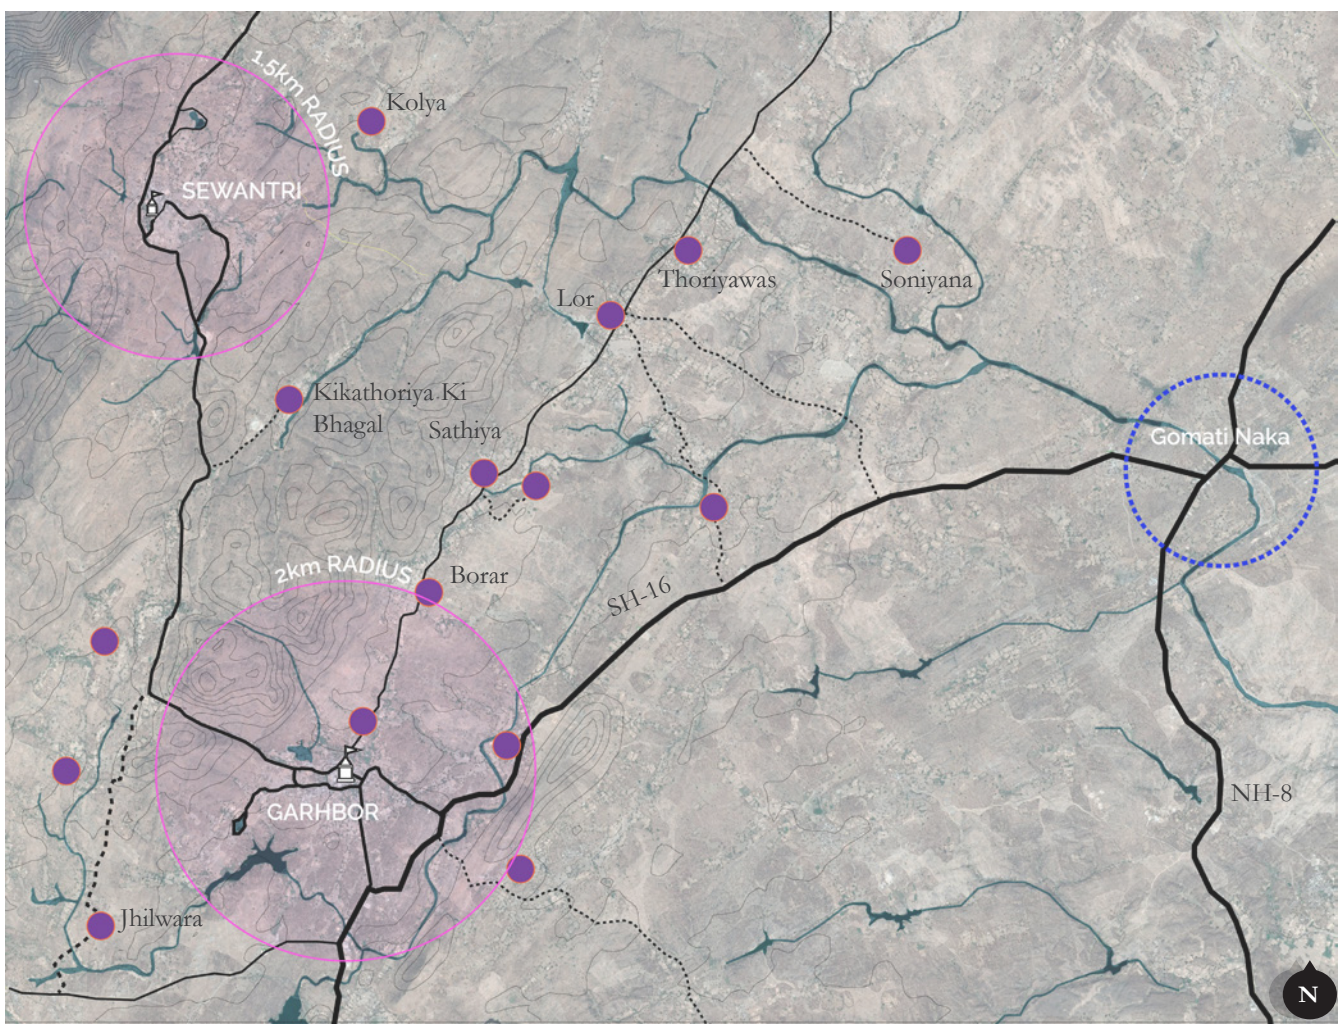 1.5km RADIUS
Kolya
SEWANTRI
Thoriyawas
Soniyana
Lor
Kikathoriya Ki
Bhagal
Sathiya
Gomati Naka
2km RADIUS
Borar
SH-16
NH-8
GARHBOR
Jhilwara
N